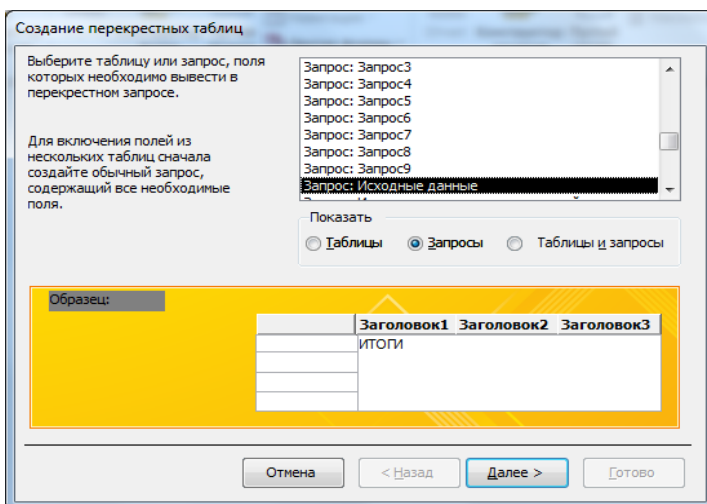 Создание перекрестных таблиц
Выберите таблицу или запрос, поля
которых необходимо вывести в
перекрестном запросе.
Для включения полей из
нескольких таблиц сначала
создайте обычный запрос,
содержащий все необходимые
поля.
Запрос: Запрос3
Запрос: Запрос4
Запрос: Запрос5
Запрос: Запрос6
Запрос: Запрос7
Запрос: Запрос8
Запрос: Запрос9
Запрос: Исходные данные
Показать
Таблицы Запросы Таблицы и запросы
Образец:
Заголовок1 Заголовок2 Заголовок3
ИТОГИ
Отмена < Назад Далее > Готово